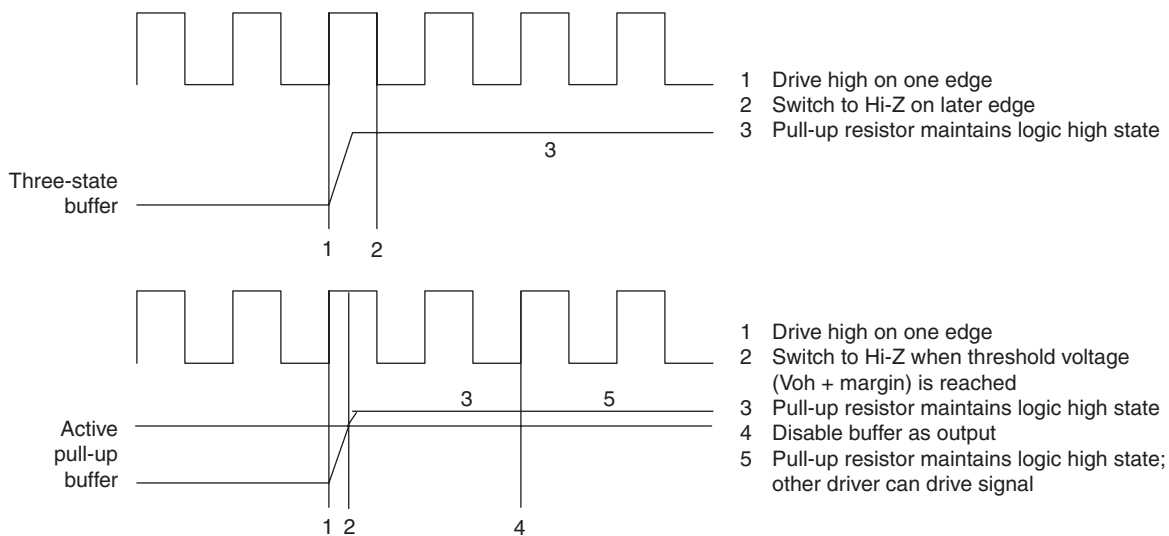 1 Drive high on one edge
2 Switch to Hi-Z on later edge
3 Pull-up resistor maintains logic high state
3
Three-state
buffer
1 2
1 Drive high on one edge
2 Switch to Hi-Z when threshold voltage
(Voh + margin) is reached
3 Pull-up resistor maintains logic high state
4 Disable buffer as output
5 Pull-up resistor maintains logic high state;
other driver can drive signal
3 5
Active
pull-up
buffer
1 2 4